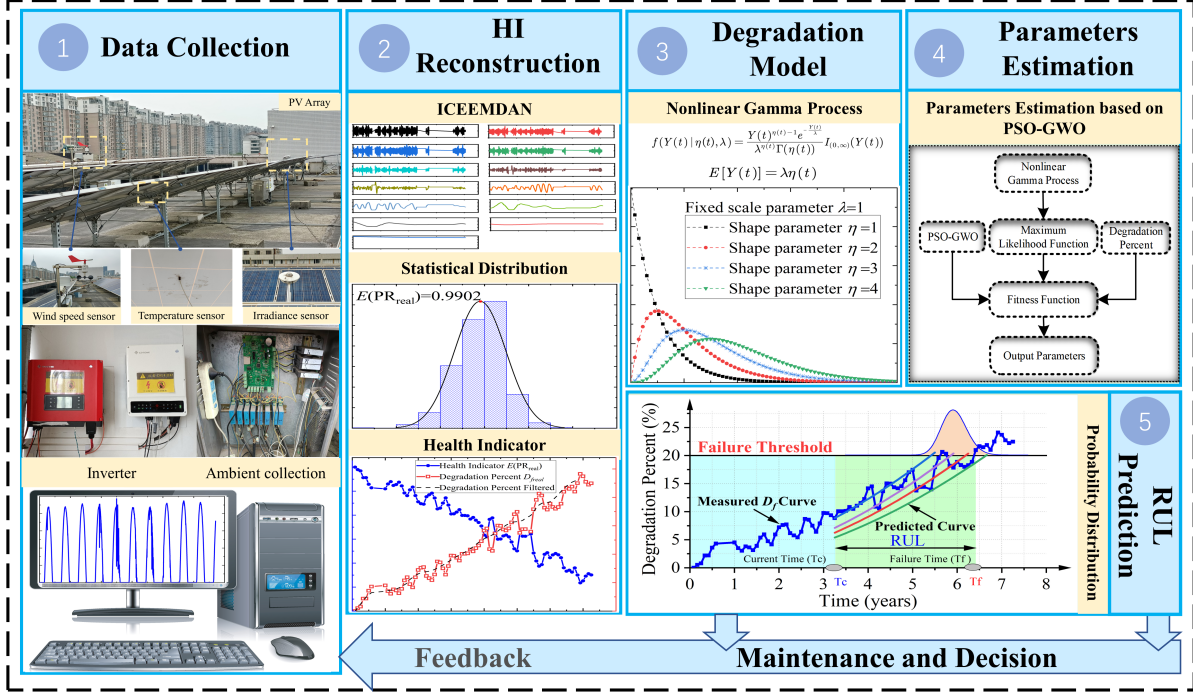 1
Data Collection
PV Array
Wind speed sensor
Temperature sensor
Irradiance sensor
Inverter
Ambient collection
2
HI
Reconstruction
ICEEMDAN
Statistical Distribution
E(PRreal)=0.9902
Health Indicator
Health Indicator E(PRreal)
Degradation Percent Dfreal
Degradation Percent Filtered
3
Degradation
Model
Nonlinear Gamma Process
f(Y(t)|η(t),λ)=Y(t)^{η(t)−1}e^{−Y(t)/λ}/λ^{η(t)}Γ(η(t)) I(0,∞)(Y(t))
E[Y(t)]=λη(t)
Fixed scale parameter λ=1
Shape parameter η=1
Shape parameter η=2
Shape parameter η=3
Shape parameter η=4
4
Parameters
Estimation
Parameters Estimation based on
PSO-GWO
Nonlinear
Gamma Process
PSO-GWO
Maximum
Likelihood Function
Degradation
Percent
Fitness Function
Output Parameters
5
RUL
Prediction
Probability Distribution
Degradation Percent (%)
25
20
20
15
10
5
0
Failure Threshold
Measured Df Curve
Predicted Curve
RUL
Current Time (Tc)
Failure Time (Tf)
0
1
2
3
Tc
4
5
6
Tf
7
8
Time (years)
Feedback
Maintenance and Decision